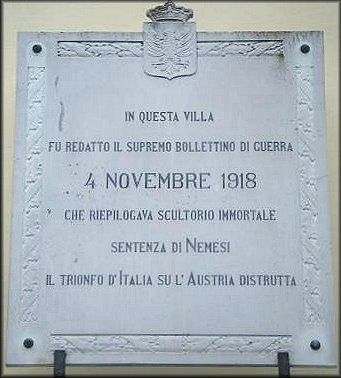 IN QUESTA VILLA
FU REDATTO IL SUPREMO BOLLETTINO DI GUERRA
4 NOVEMBRE 1918
CHE RIEPILOGAVA SCULTORIO IMMORTALE
SENTENZA DI NEMESI
IL TRIONFO D'ITALIA SU L'AUSTRIA DISTRUTTA